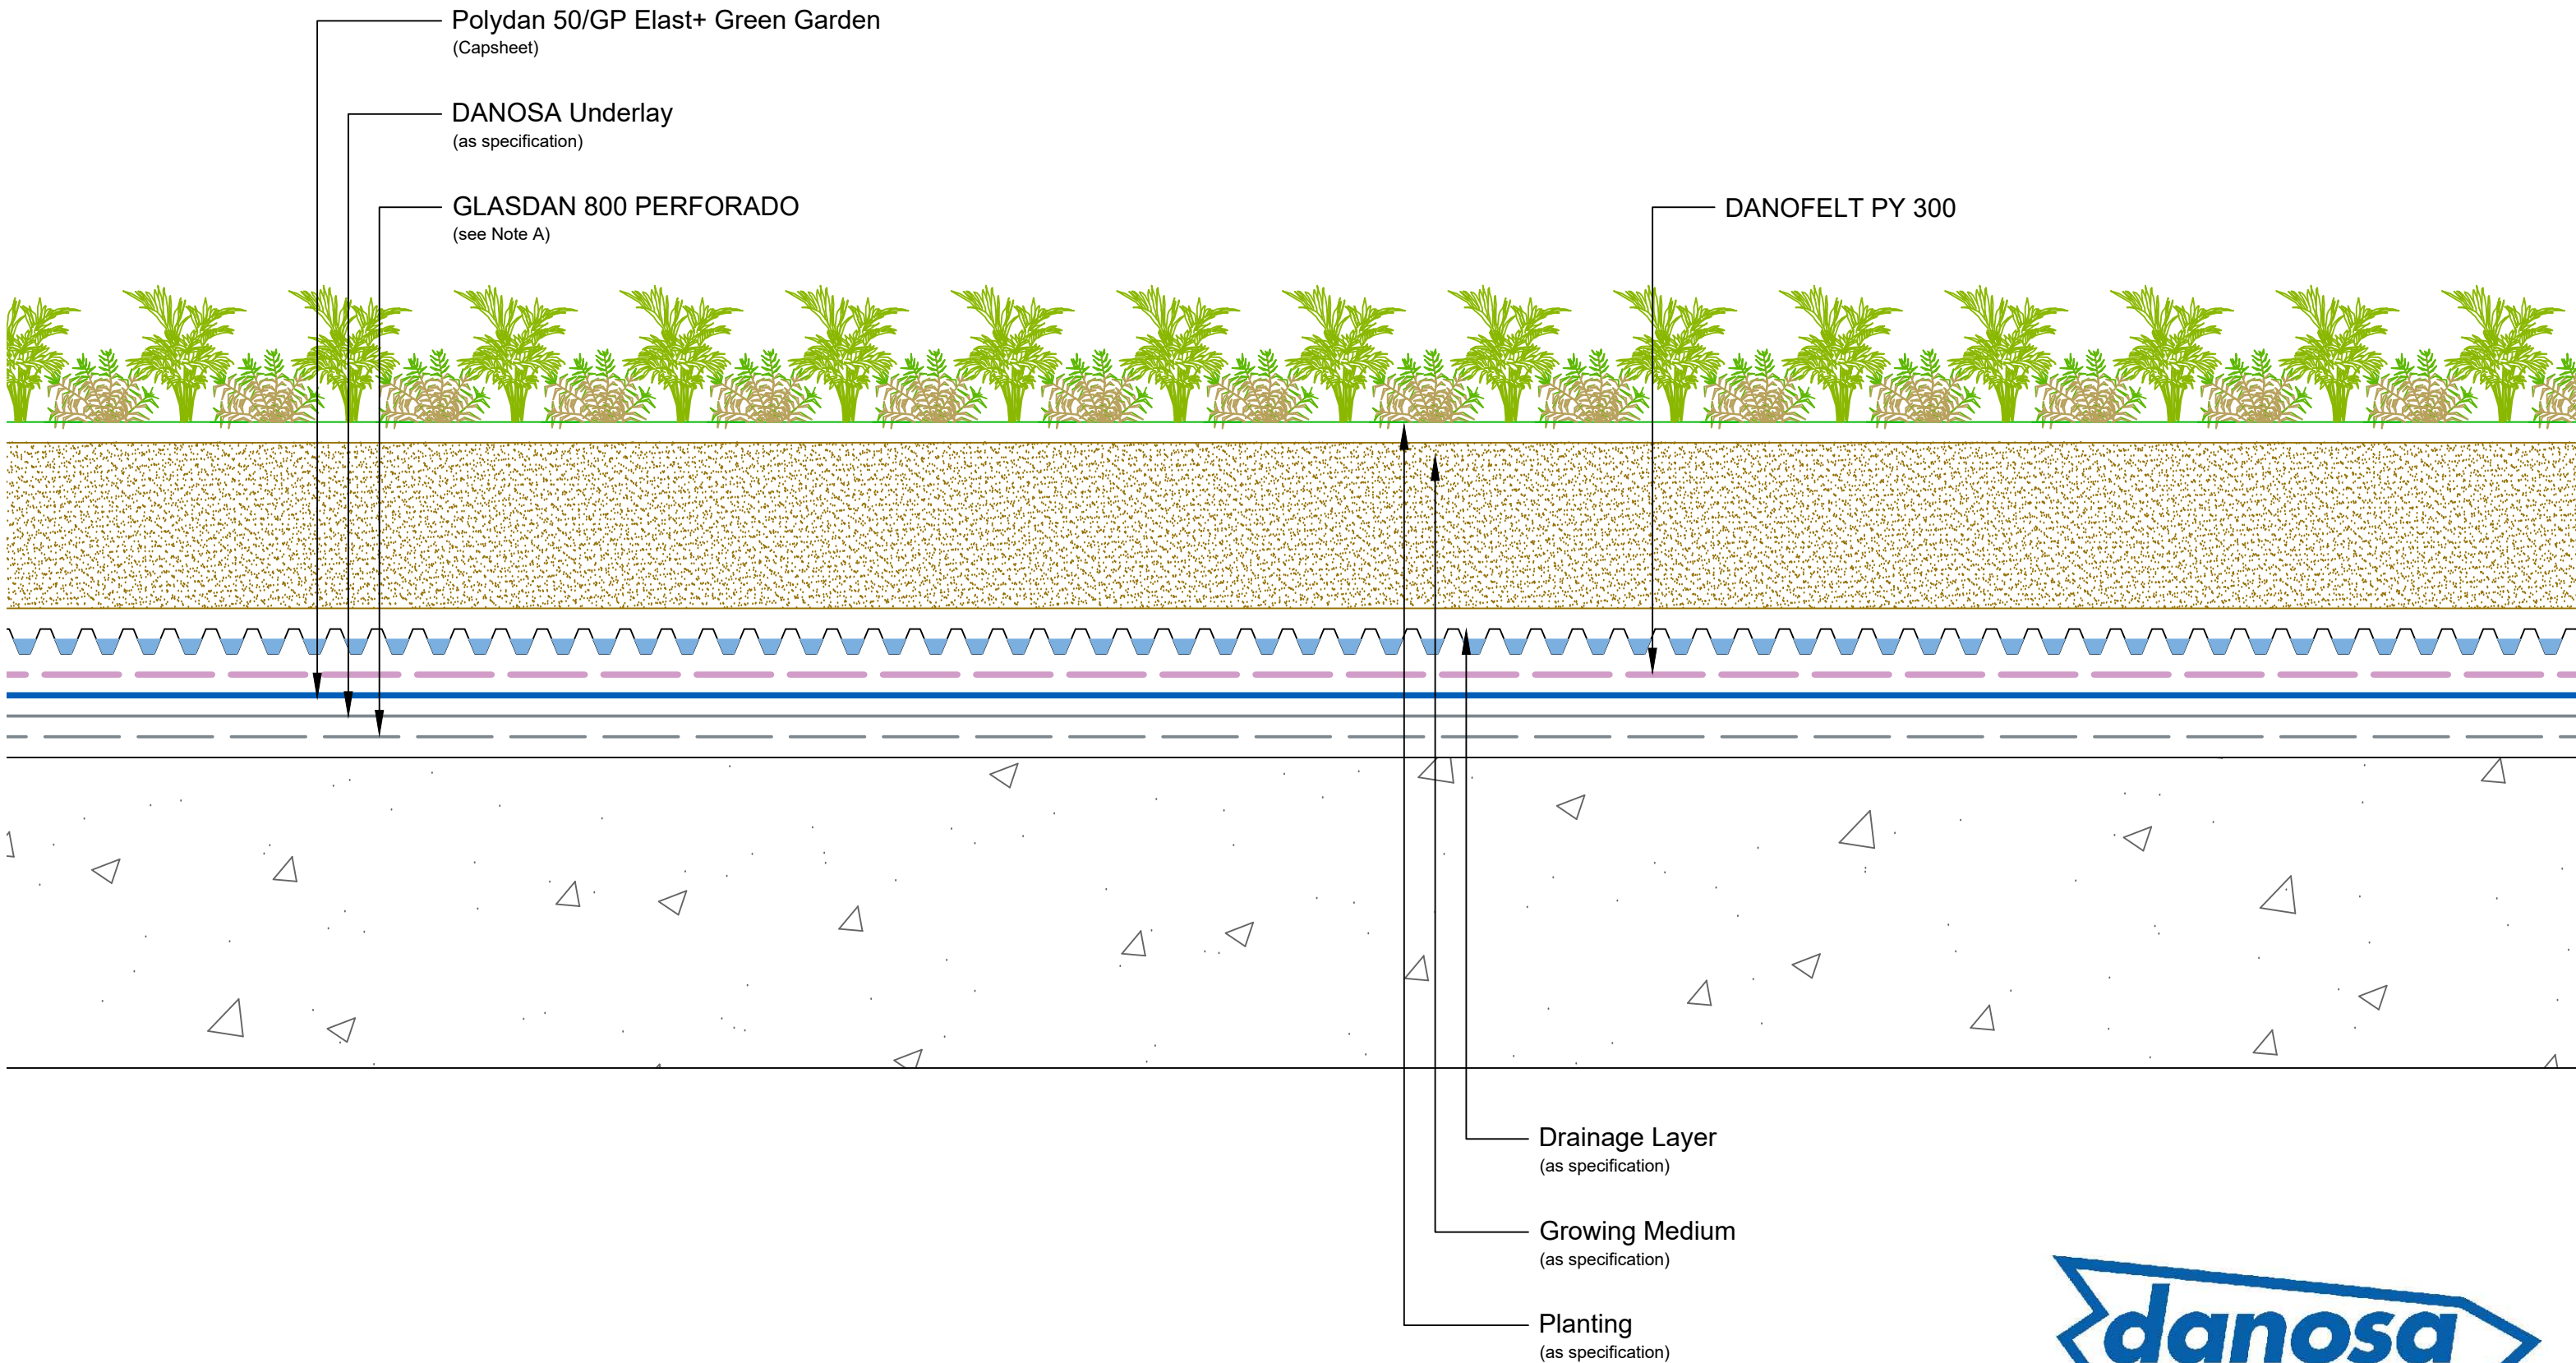 Polydan 50/GP Elast+ Green Garden
(Capsheet)
DANOSA Underlay
(as specification)
GLASDAN 800 PERFORADO
(see Note A)
DANOFELT PY 300
Drainage Layer
(as specification)
Growing Medium
(as specification)
Planting
(as specification)
danosa